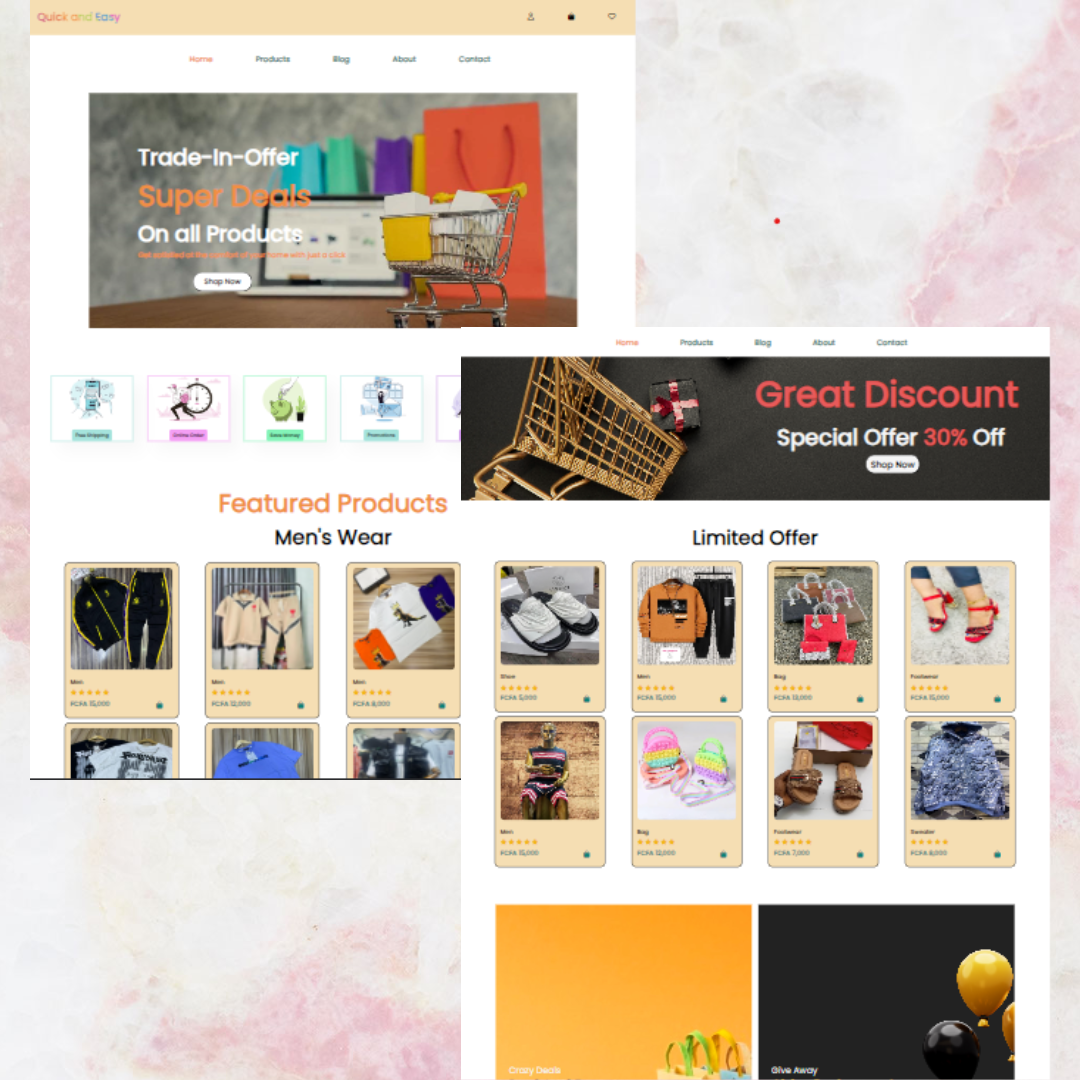 Quick and Easy
Home Products Blog About Contact
Trade-In-Offer
Super Deals
On all Products
Get satisfied at the comfort of your home with just a click
Shop Now
Free Shipping
Online Order
Save Money
Promotions
Featured Products
Men's Wear
Men
FCFA 15,000
Men
FCFA 12,000
Men
FCFA 8,000
Home Products Blog About Contact
Great Discount
Special Offer 30% Off
Shop Now
Limited Offer
Shoe
FCFA 5,000
Men
FCFA 15,000
Bag
FCFA 13,000
Footwear
FCFA 15,000
Men
FCFA 15,000
Bag
FCFA 12,000
Footwear
FCFA 7,000
Sweater
FCFA 8,000
Crazy Deals
Give Away